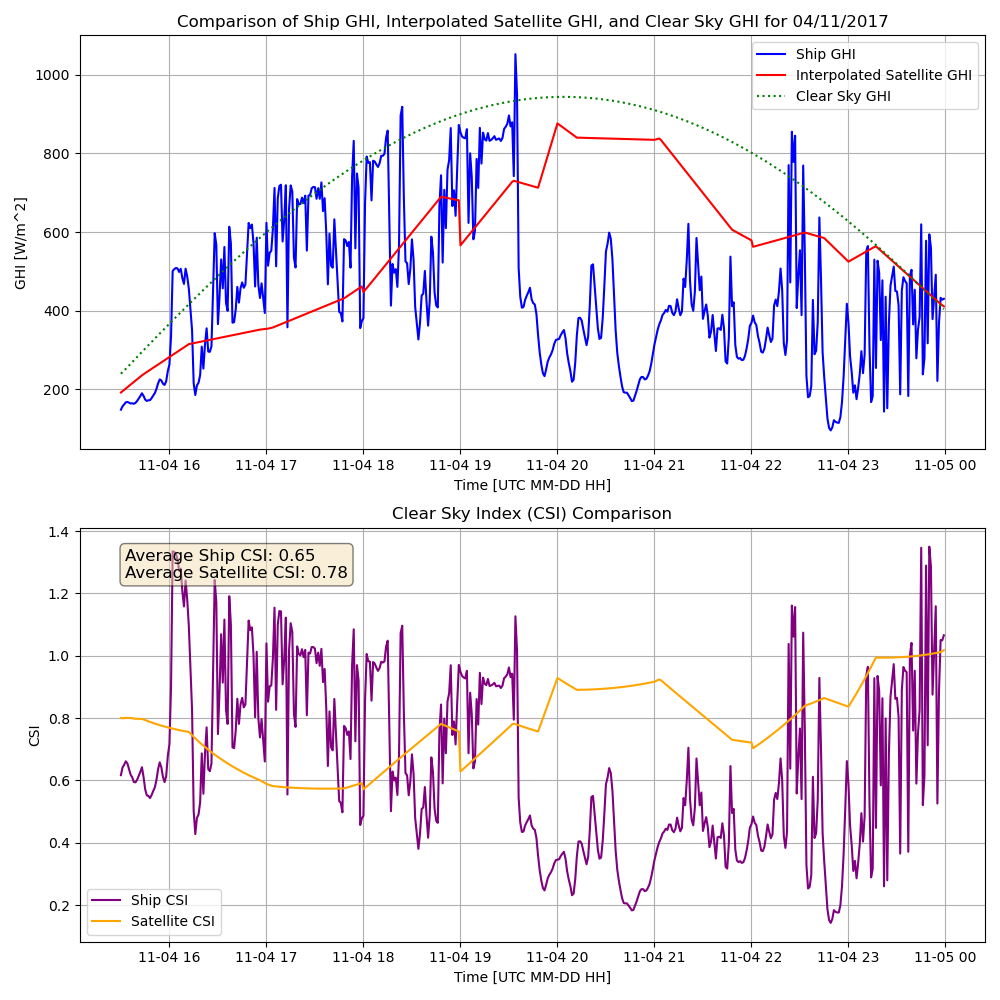 Comparison of Ship GHI, Interpolated Satellite GHI, and Clear Sky GHI for 04/11/2017
Ship GHI
Interpolated Satellite GHI
Clear Sky GHI
GHI [W/m^2]
1000
800
600
400
200
11-04 16 11-04 17 11-04 18 11-04 19 11-04 20 11-04 21 11-04 22 11-04 23 11-05 00
Time [UTC MM-DD HH]
Clear Sky Index (CSI) Comparison
Average Ship CSI: 0.65
Average Satellite CSI: 0.78
CSI
1.4
1.2
1.0
0.8
0.6
0.4
0.2
Ship CSI
Satellite CSI
11-04 16 11-04 17 11-04 18 11-04 19 11-04 20 11-04 21 11-04 22 11-04 23 11-05 00
Time [UTC MM-DD HH]